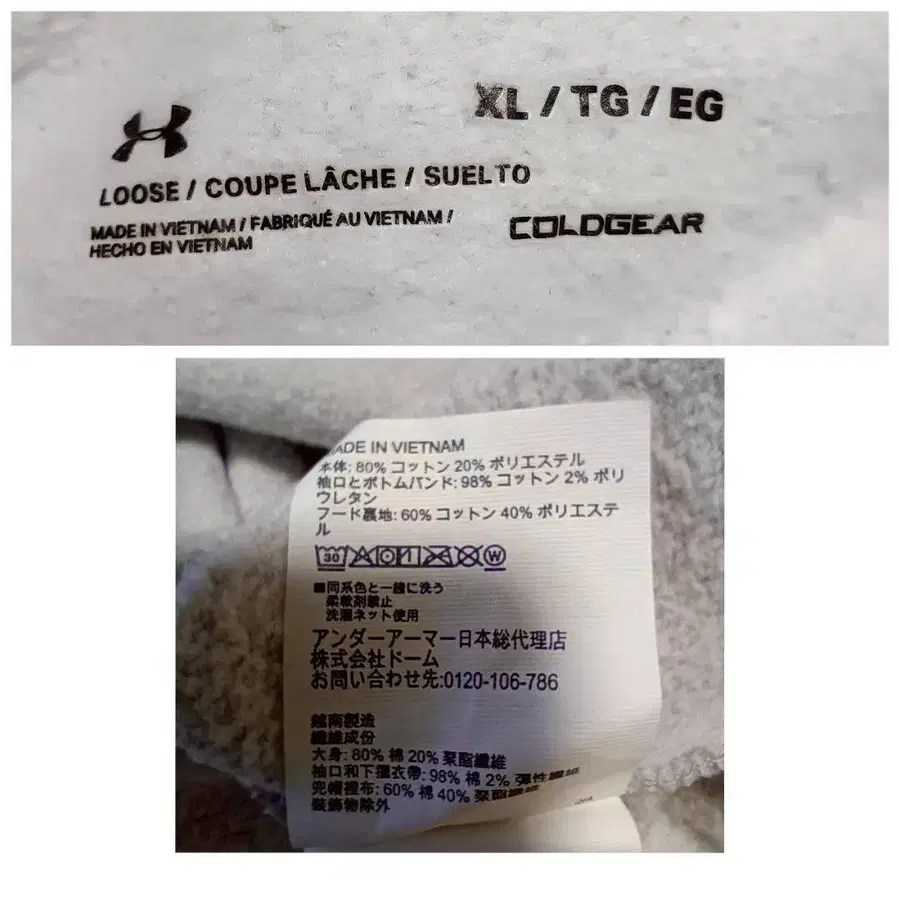 XL / TG / EG
LOOSE / COUPE LÂCHE / SUELTO
MADE IN VIETNAM / FABRIQUÉ AU VIETNAM /
HECHO EN VIETNAM
COLDGEAR
ADE IN VIETNAM
本体: 80% コットン 20% ポリエステル
袖口とボトムバンド: 98% コットン 2% ポリ
ウレタン
フード裏地: 60% コットン 40% ポリエステ
ル
30 W
■同系色と一緒に洗う
柔軟剤禁止
洗濯ネット使用
アンダーアーマー日本総代理店
株式会社ドーム
お問い合わせ先:0120-106-786
越南製造
纖維成份
大身: 80% 棉 20% 聚酯纖維
袖口和下擺衣帶: 98% 棉 2% 彈性纖維
兜帽裡布: 60% 棉 40% 聚酯纖維
裝飾物除外